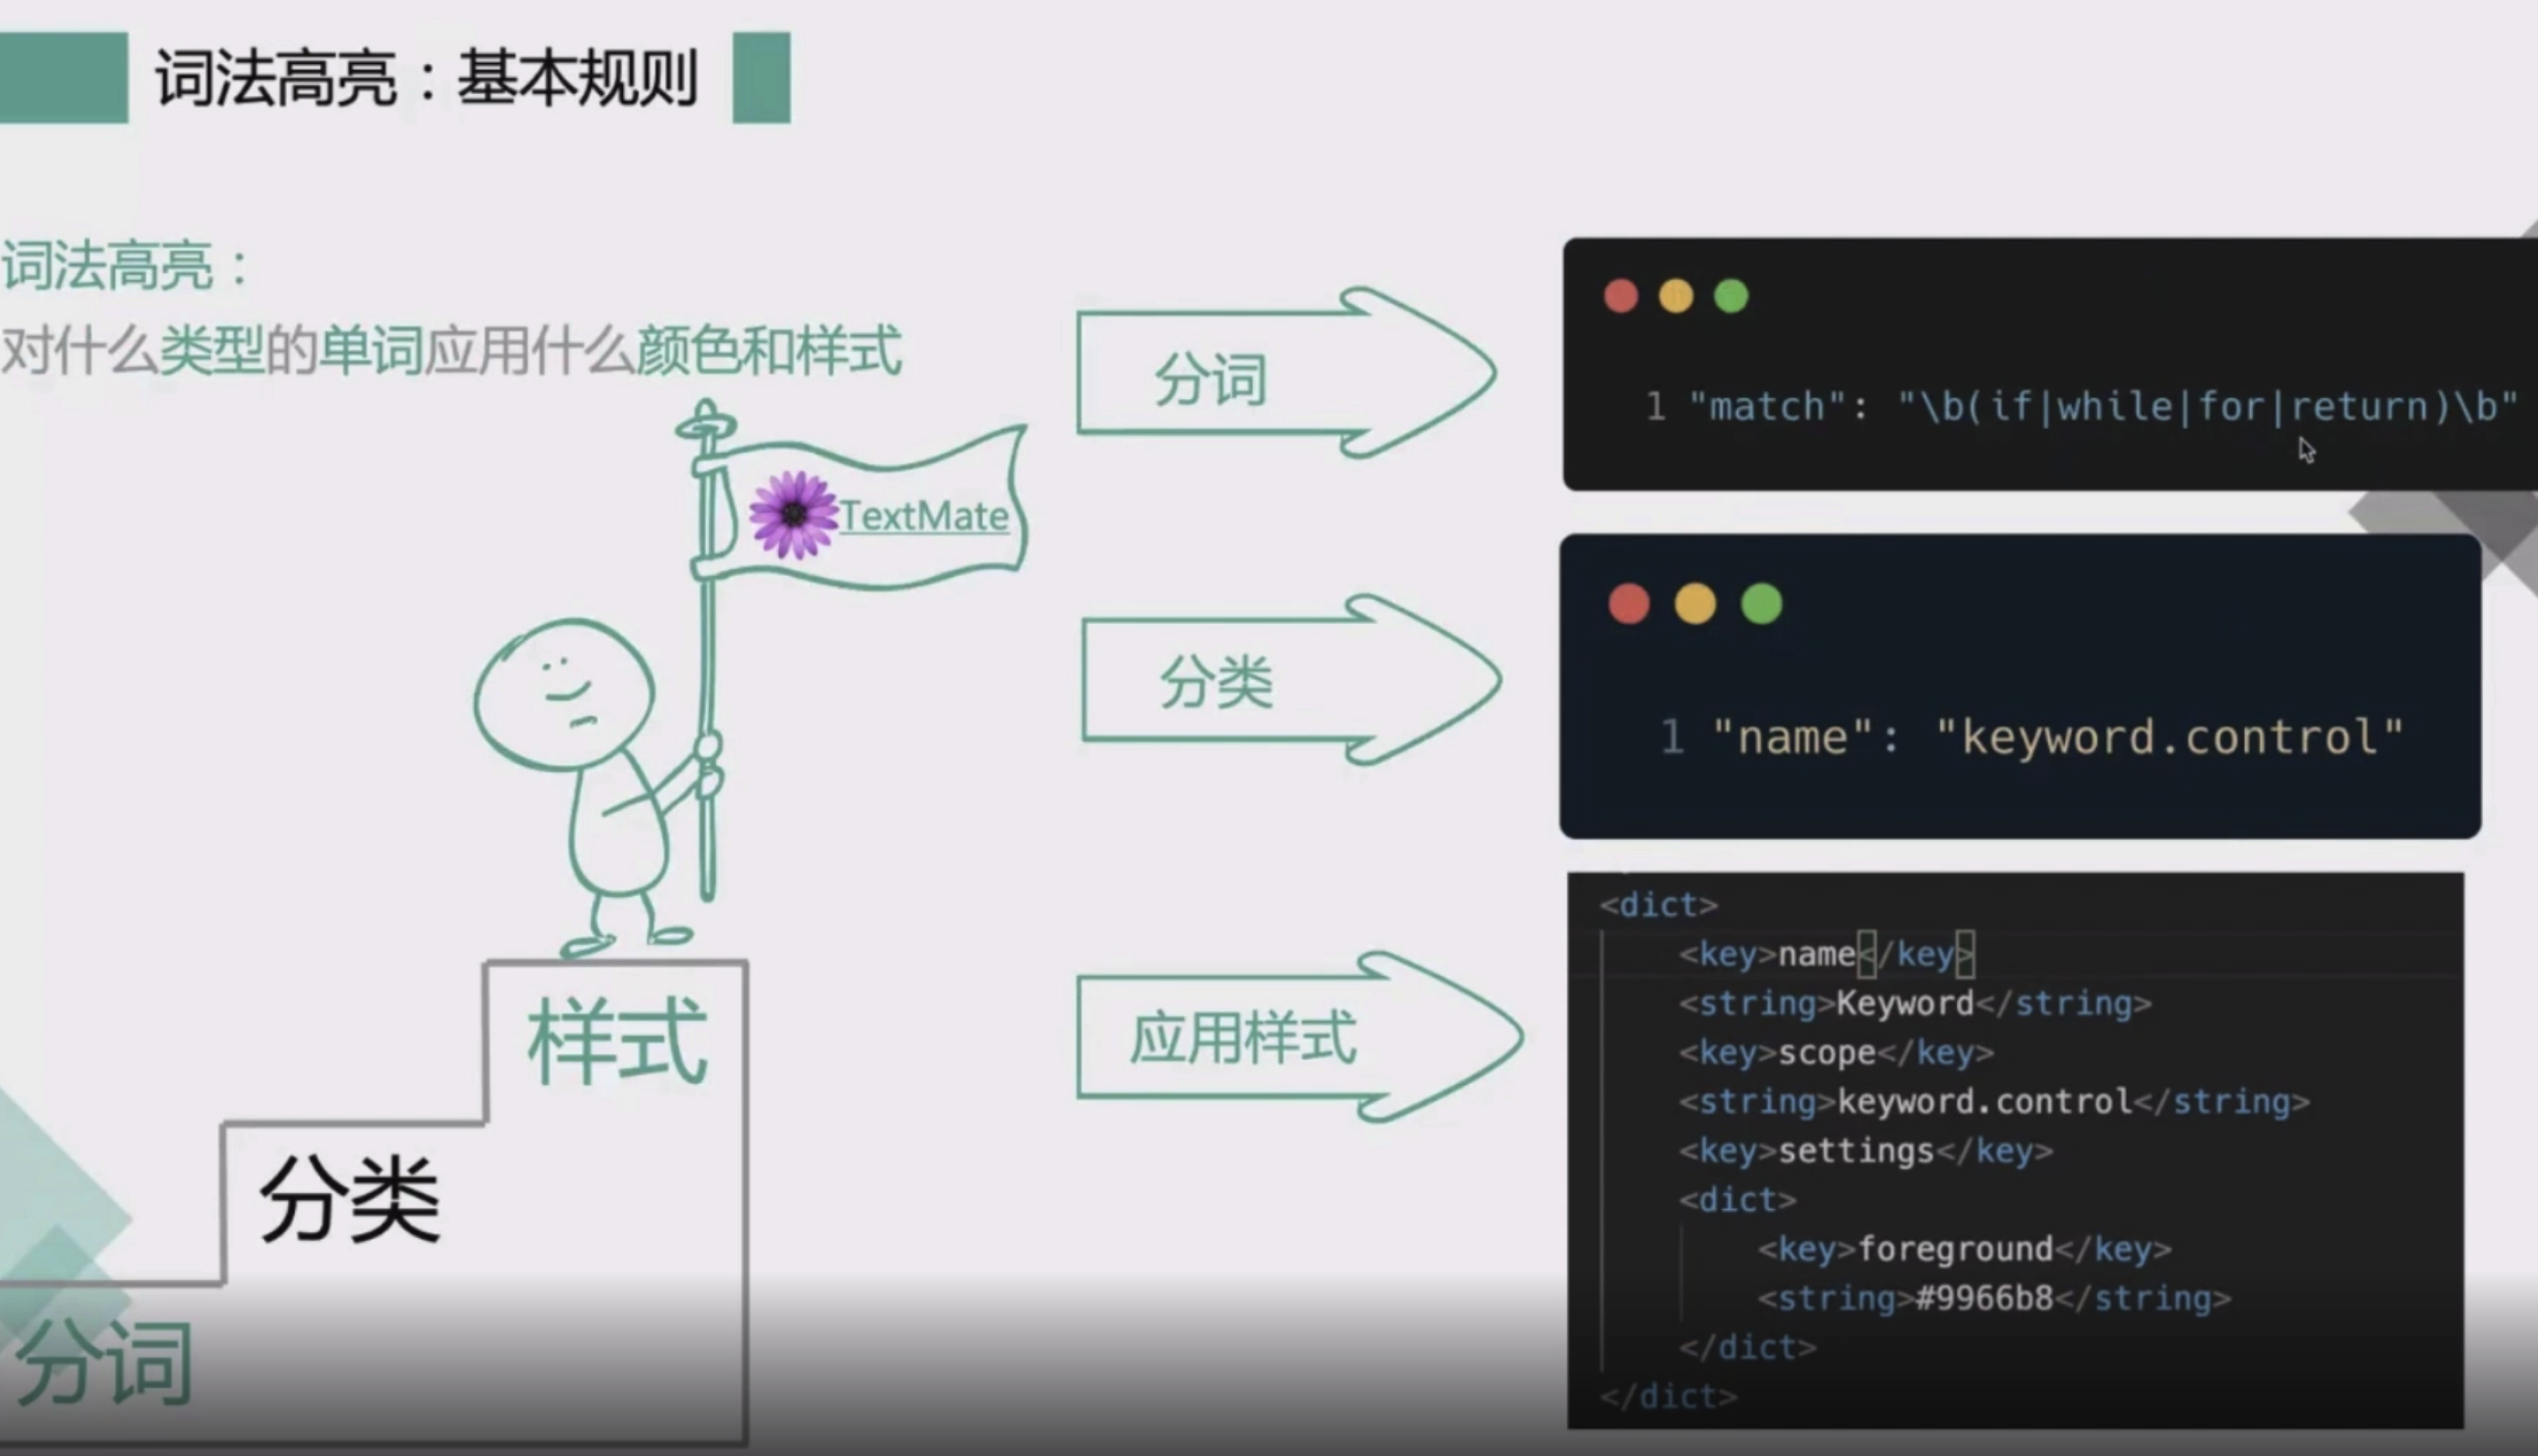 词法高亮：基本规则
词法高亮：
对什么类型的单词应用什么颜色和样式
TextMate
样式
分类
分词
分词
1 "match": "\b(if|while|for|return)\b"
分类
1 "name": "keyword.control"
应用样式
<dict>
<key>name</key>
<string>Keyword</string>
<key>scope</key>
<string>keyword.control</string>
<key>settings</key>
<dict>
<key>foreground</key>
<string>#9966b8</string>
</dict>
</dict>